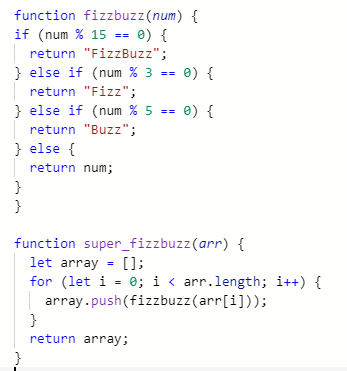 function fizzbuzz(num) {
if (num % 15 == 0) {
  return "FizzBuzz";
} else if (num % 3 == 0) {
  return "Fizz";
} else if (num % 5 == 0) {
  return "Buzz";
} else {
  return num;
}
}

function super_fizzbuzz(arr) {
  let array = [];
  for (let i = 0; i < arr.length; i++) {
    array.push(fizzbuzz(arr[i]));
  }
  return array;
}